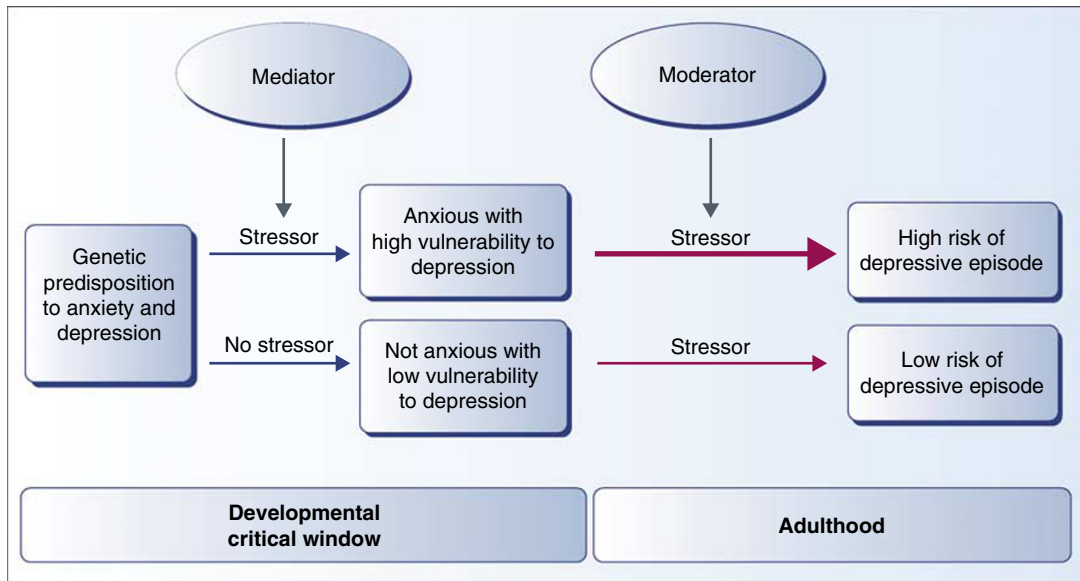 Mediator
Moderator
Genetic
predisposition
to anxiety and
depression
Stressor
Anxious with
high vulnerability to
depression
Stressor
High risk of
depressive episode
No stressor
Not anxious with
low vulnerability
to depression
Stressor
Low risk of
depressive episode
Developmental
critical window
Adulthood